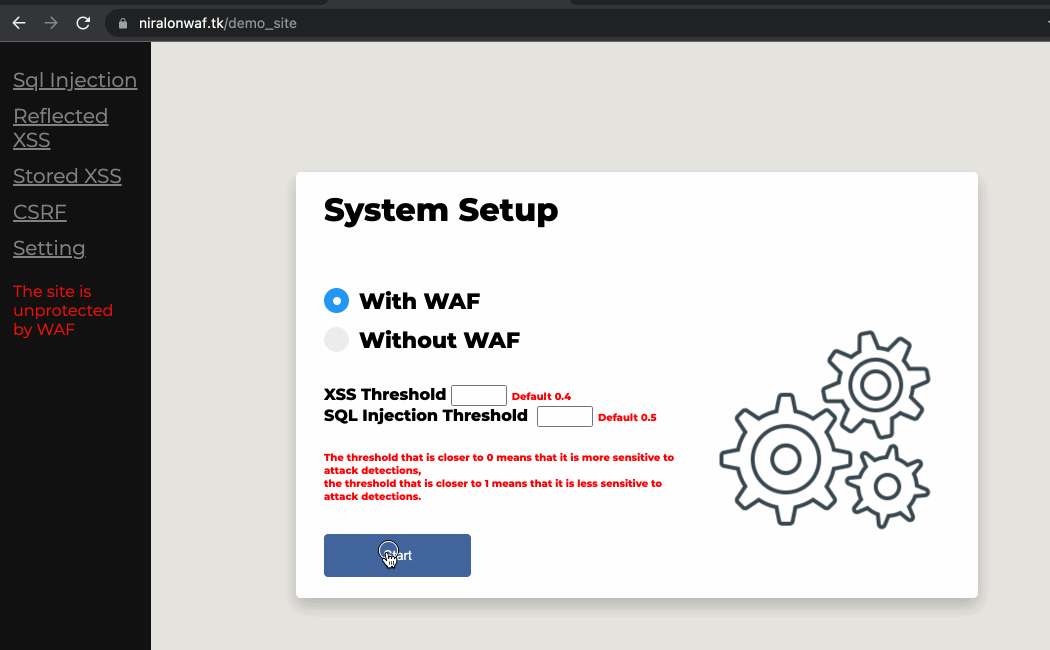 niralonwaf.tk/demo_site
Sql Injection
Reflected
XSS
Stored XSS
CSRF
Setting
The site is
unprotected
by WAF
System Setup
With WAF
Without WAF
XSS Threshold Default 0.4
SQL Injection Threshold Default 0.5
The threshold that is closer to 0 means that it is more sensitive to
attack detections,
the threshold that is closer to 1 means that it is less sensitive to
attack detections.
Start